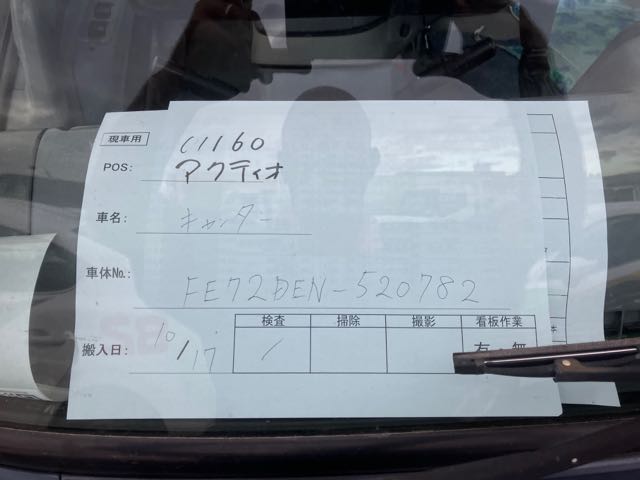 現車用
C1160
POS: アクティオ
車名: キャンター
車体No.: FE72DEN-520782
搬入日: 10/17
検査 掃除 撮影 看板作業
/ 有・無